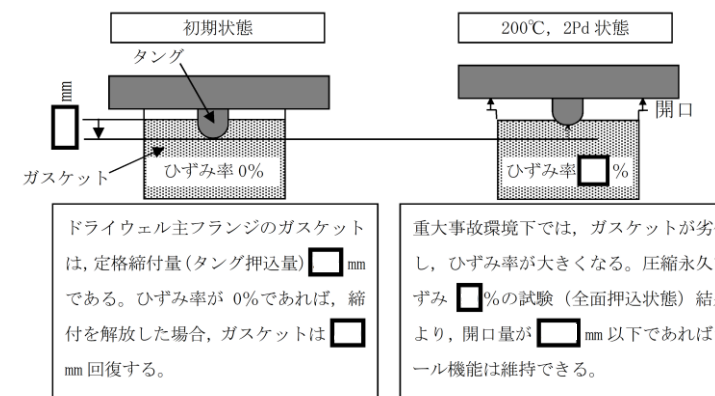 初期状態
200℃, 2Pd 状態
タング
mm
開口
ガスケット
ひずみ率 0%
ひずみ率 %
ドライウェル主フランジのガスケット
は, 定格締付量(タング押込量) mm
である。ひずみ率が 0%であれば, 締
付を解放した場合, ガスケットは
mm 回復する。
重大事故環境下では, ガスケットが劣
し, ひずみ率が大きくなる。圧縮永久
ずみ %の試験（全面押込状態）結
より, 開口量が mm 以下であれば
ール機能は維持できる。